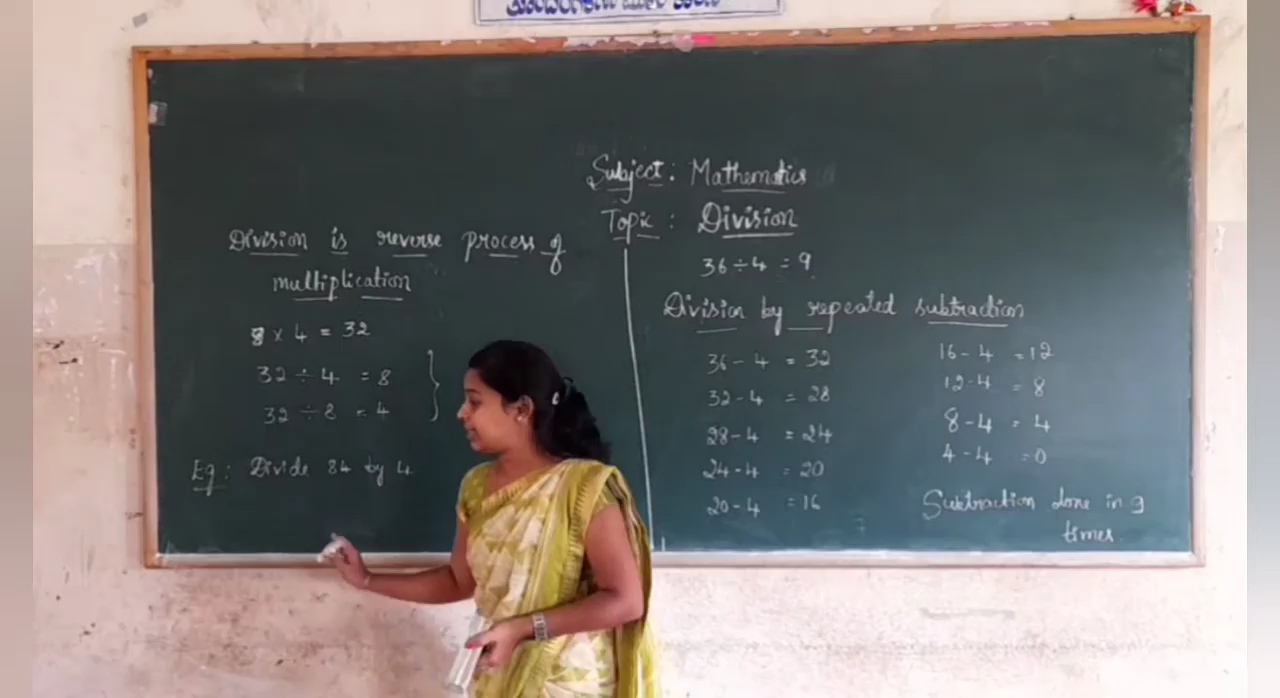 Subject: Mathematics
Topic : Division
Division is reverse process of
multiplication
8 x 4 = 32
32 ÷ 4 = 8
32 ÷ 8 = 4
Eg: Divide 84 by 4
36÷4 = 9
Division by repeated subtraction
36 - 4 = 32
32 - 4 = 28
28 - 4 = 24
24 - 4 = 20
20 - 4 = 16
16 - 4 = 12
12 - 4 = 8
8 - 4 = 4
4 - 4 = 0
Subtraction done in 9
times.